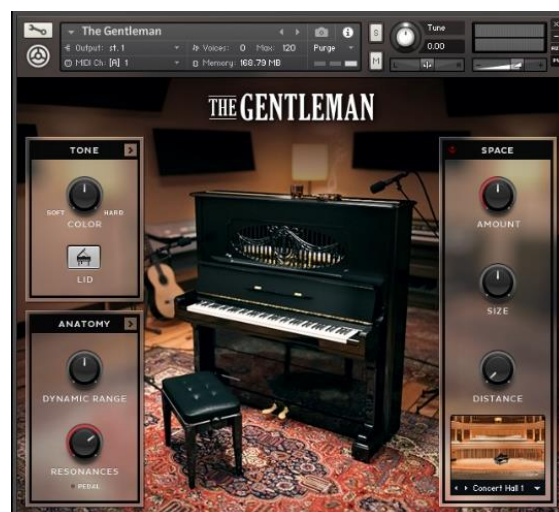 The Gentleman
Output: st.1
Voices: 0 Max: 120
Purge
MIDI Ch: [A] 1
Memory: 168.79 MB
S
M
Tune
0.00
THE GENTLEMAN
TONE
SOFT HARD
COLOR
LID
ANATOMY
DYNAMIC RANGE
RESONANCES
PEDAL
SPACE
AMOUNT
SIZE
DISTANCE
Concert Hall 1